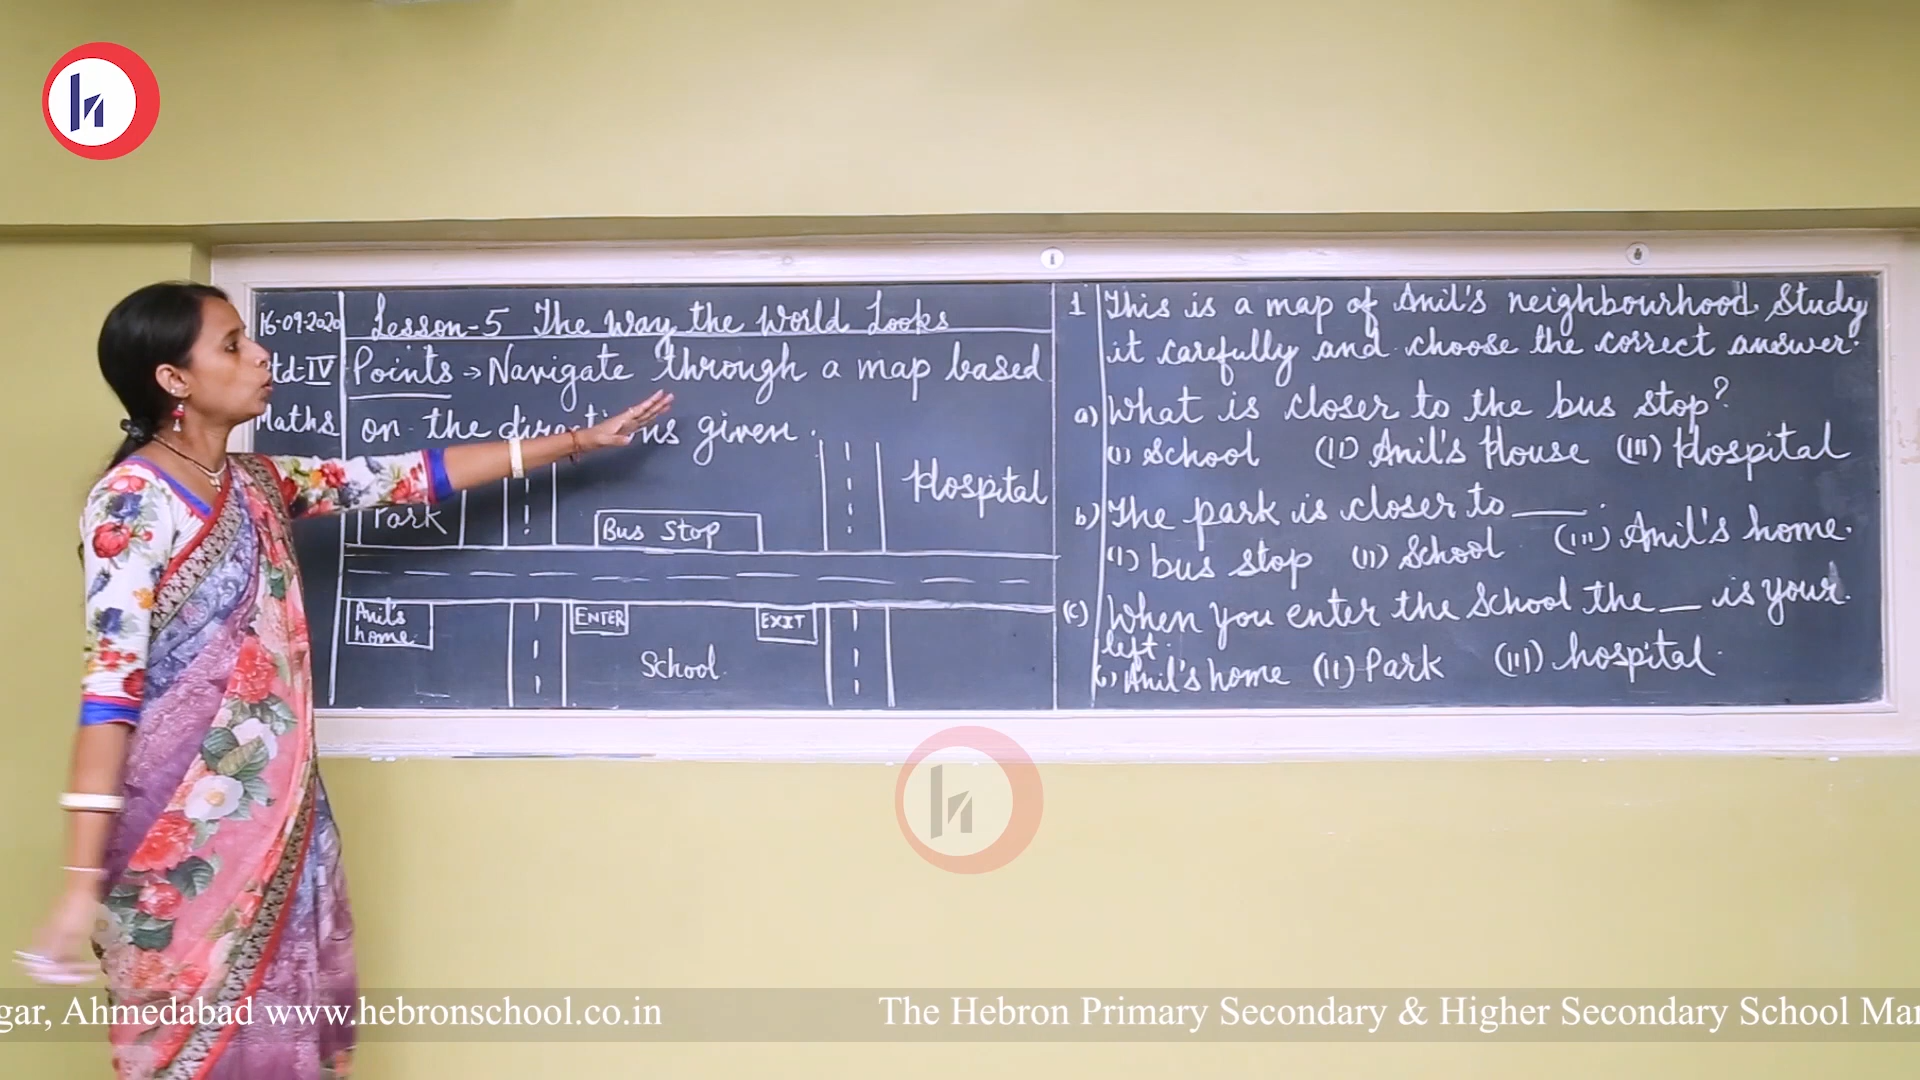 16-09-2020
Lesson-5 The Way the World Looks
Std-IV
Points → Navigate through a map based
Maths
on the directions given.
Park
Bus Stop
Hospital
Anil's
home.
ENTER
EXIT
School.
1 This is a map of Anil's neighbourhood. Study
it carefully and choose the correct answer.
a) What is closer to the bus stop?
(I) School (II) Anil's House (III) Hospital
b) The park is closer to ____.
(I) bus stop (II) School (III) Anil's home.
(c) When you enter the School the __ is your
left.
(I) Anil's home (II) Park (III) hospital.
gar, Ahmedabad www.hebronschool.co.in The Hebron Primary Secondary & Higher Secondary School